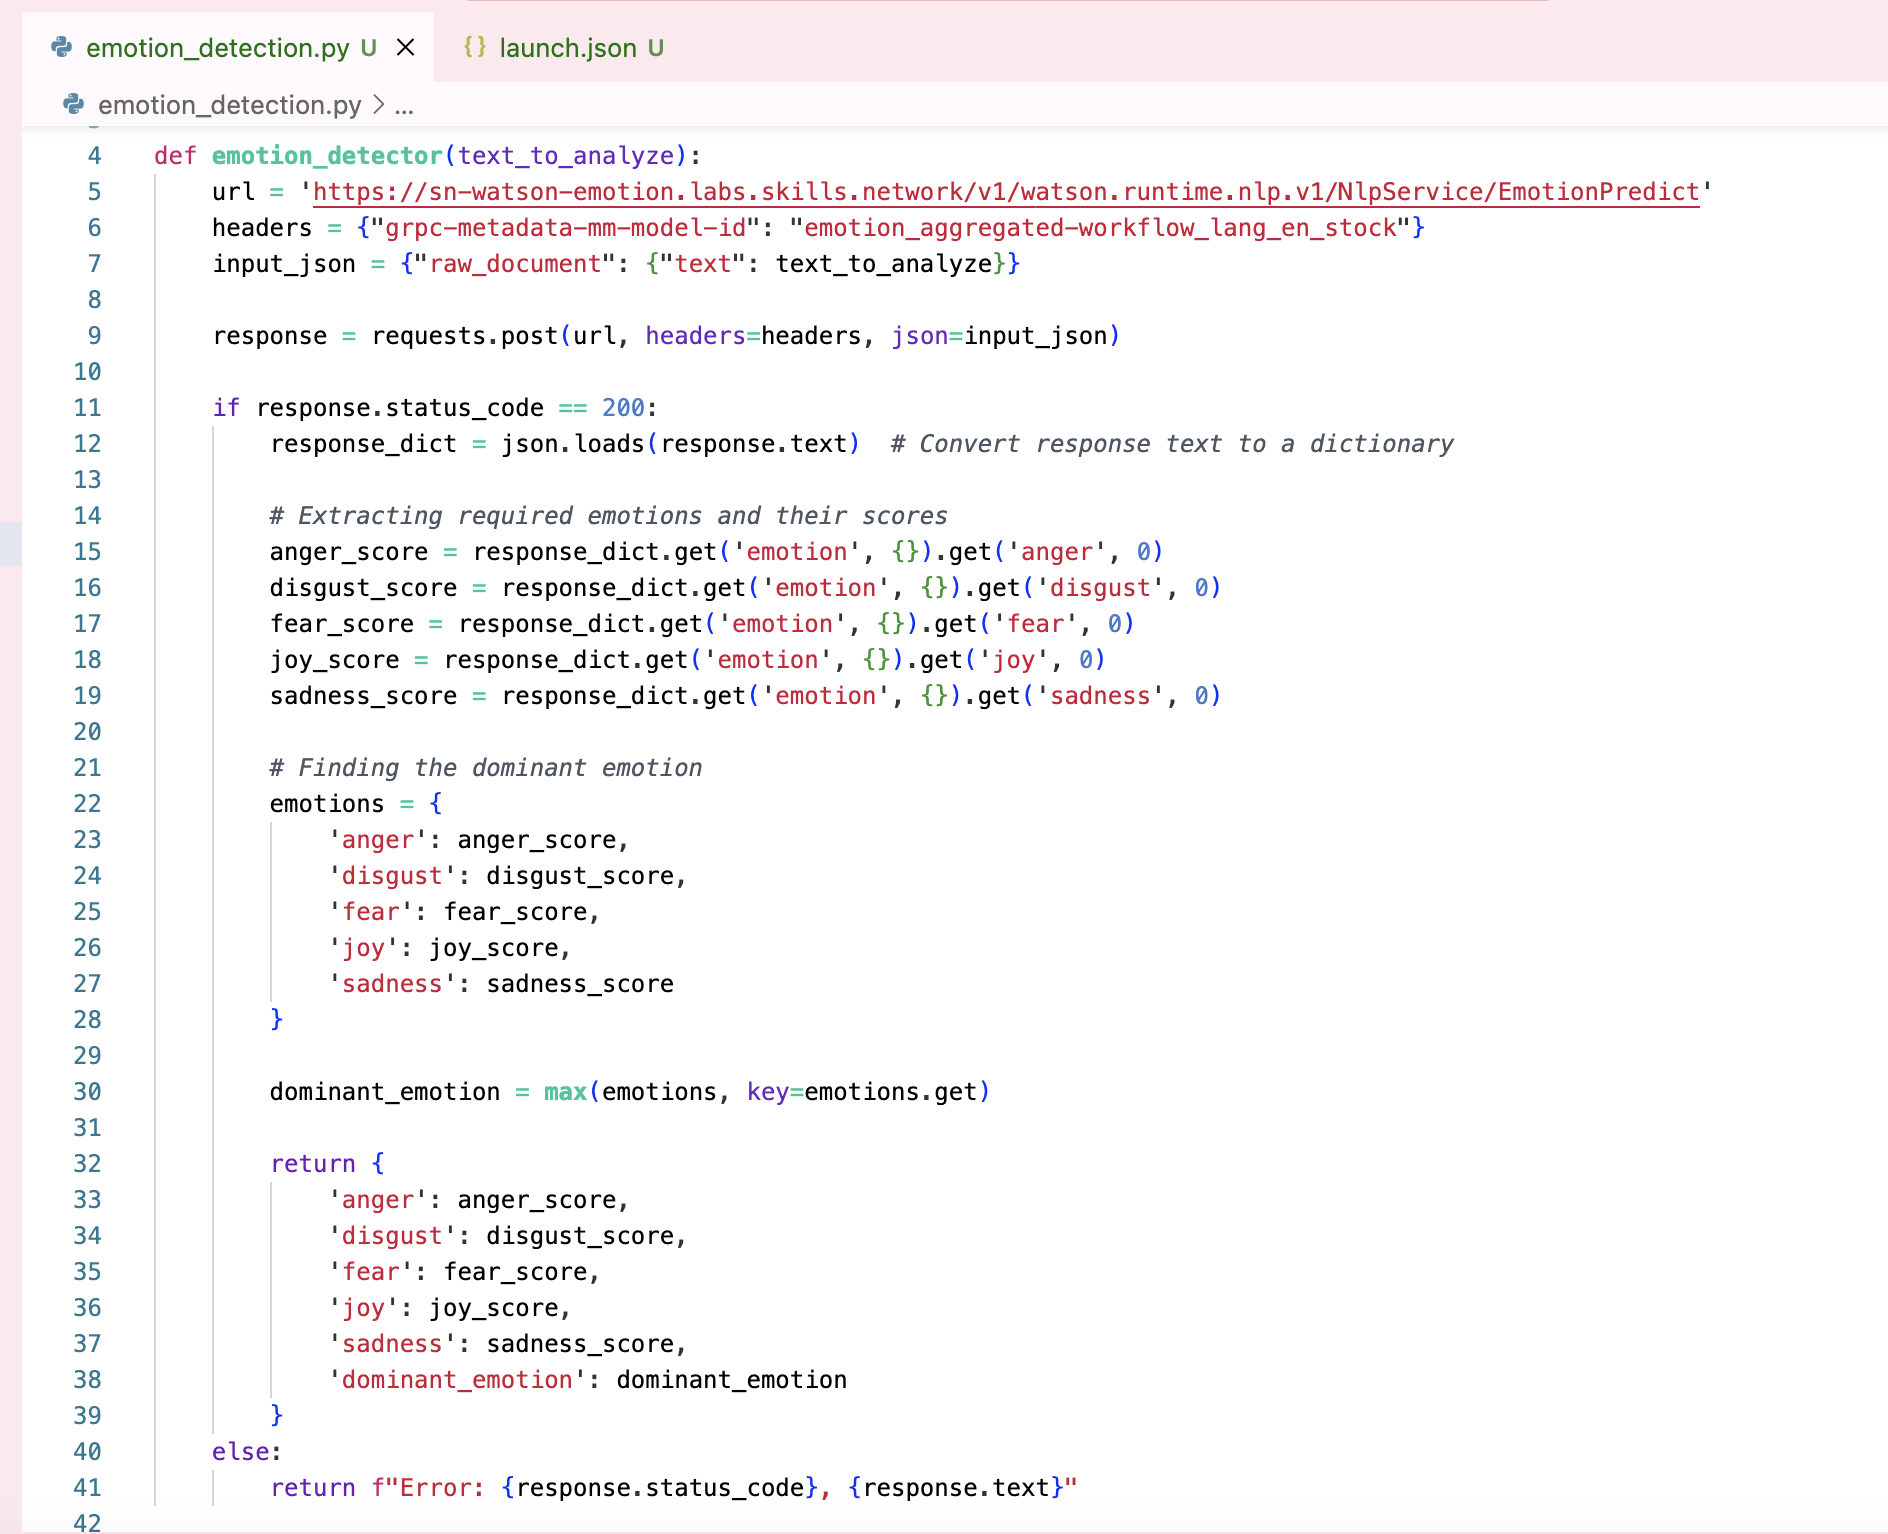 emotion_detection.py U
launch.json U
emotion_detection.py > ...
4 def emotion_detector(text_to_analyze):
5 url = 'https://sn-watson-emotion.labs.skills.network/v1/watson.runtime.nlp.v1/NlpService/EmotionPredict'
6 headers = {"grpc-metadata-mm-model-id": "emotion_aggregated-workflow_lang_en_stock"}
7 input_json = {"raw_document": {"text": text_to_analyze}}
8
9 response = requests.post(url, headers=headers, json=input_json)
10
11 if response.status_code == 200:
12 response_dict = json.loads(response.text)  # Convert response text to a dictionary
13
14 # Extracting required emotions and their scores
15 anger_score = response_dict.get('emotion', {}).get('anger', 0)
16 disgust_score = response_dict.get('emotion', {}).get('disgust', 0)
17 fear_score = response_dict.get('emotion', {}).get('fear', 0)
18 joy_score = response_dict.get('emotion', {}).get('joy', 0)
19 sadness_score = response_dict.get('emotion', {}).get('sadness', 0)
20
21 # Finding the dominant emotion
22 emotions = {
23 'anger': anger_score,
24 'disgust': disgust_score,
25 'fear': fear_score,
26 'joy': joy_score,
27 'sadness': sadness_score
28 }
29
30 dominant_emotion = max(emotions, key=emotions.get)
31
32 return {
33 'anger': anger_score,
34 'disgust': disgust_score,
35 'fear': fear_score,
36 'joy': joy_score,
37 'sadness': sadness_score,
38 'dominant_emotion': dominant_emotion
39 }
40 else:
41 return f"Error: {response.status_code}, {response.text}"
42